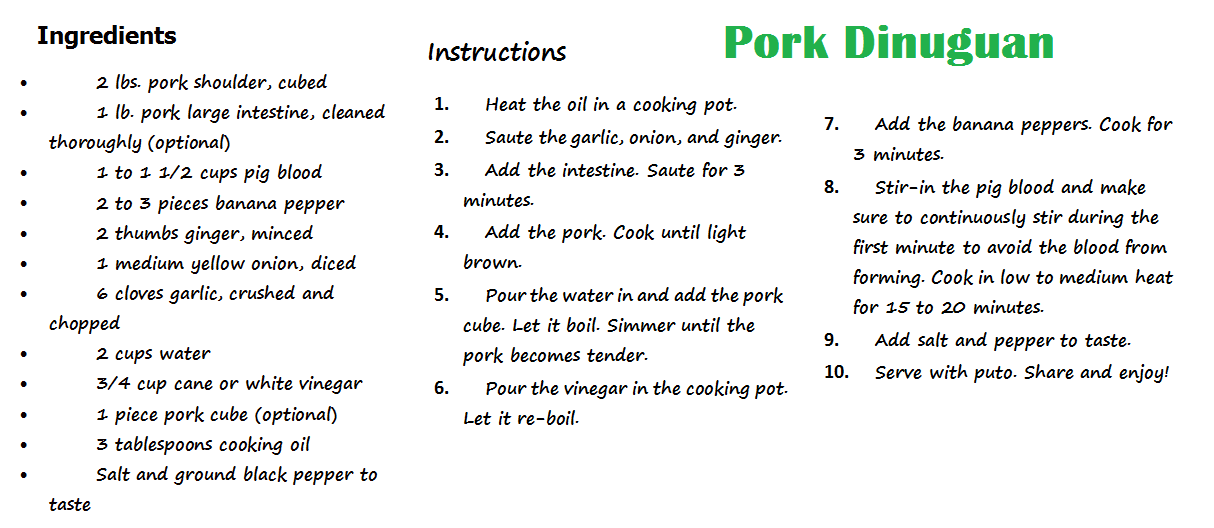 Pork Dinuguan
Ingredients
• 2 lbs. pork shoulder, cubed
• 1 lb. pork large intestine, cleaned
thoroughly (optional)
• 1 to 1 1/2 cups pig blood
• 2 to 3 pieces banana pepper
• 2 thumbs ginger, minced
• 1 medium yellow onion, diced
• 6 cloves garlic, crushed and
chopped
• 2 cups water
• 3/4 cup cane or white vinegar
• 1 piece pork cube (optional)
• 3 tablespoons cooking oil
• Salt and ground black pepper to
taste
Instructions
1. Heat the oil in a cooking pot.
2. Saute the garlic, onion, and ginger.
3. Add the intestine. Saute for 3
minutes.
4. Add the pork. Cook until light
brown.
5. Pour the water in and add the pork
cube. Let it boil. Simmer until the
pork becomes tender.
6. Pour the vinegar in the cooking pot.
Let it re-boil.
7. Add the banana peppers. Cook for
3 minutes.
8. Stir-in the pig blood and make
sure to continuously stir during the
first minute to avoid the blood from
forming. Cook in low to medium heat
for 15 to 20 minutes.
9. Add salt and pepper to taste.
10. Serve with puto. Share and enjoy!